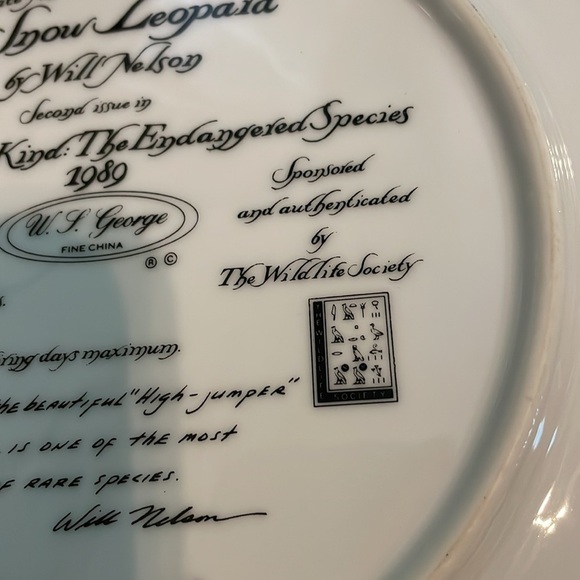 Snow Leopard
by Will Nelson
Second issue in
Kind: The Endangered Species
1989
W. S. George
FINE CHINA
® ©
Sponsored
and authenticated
by
The Wildlife Society
SOCIETY
days maximum.
the beautiful "High-jumper"
is one of the most
rare species.
Will Nelson